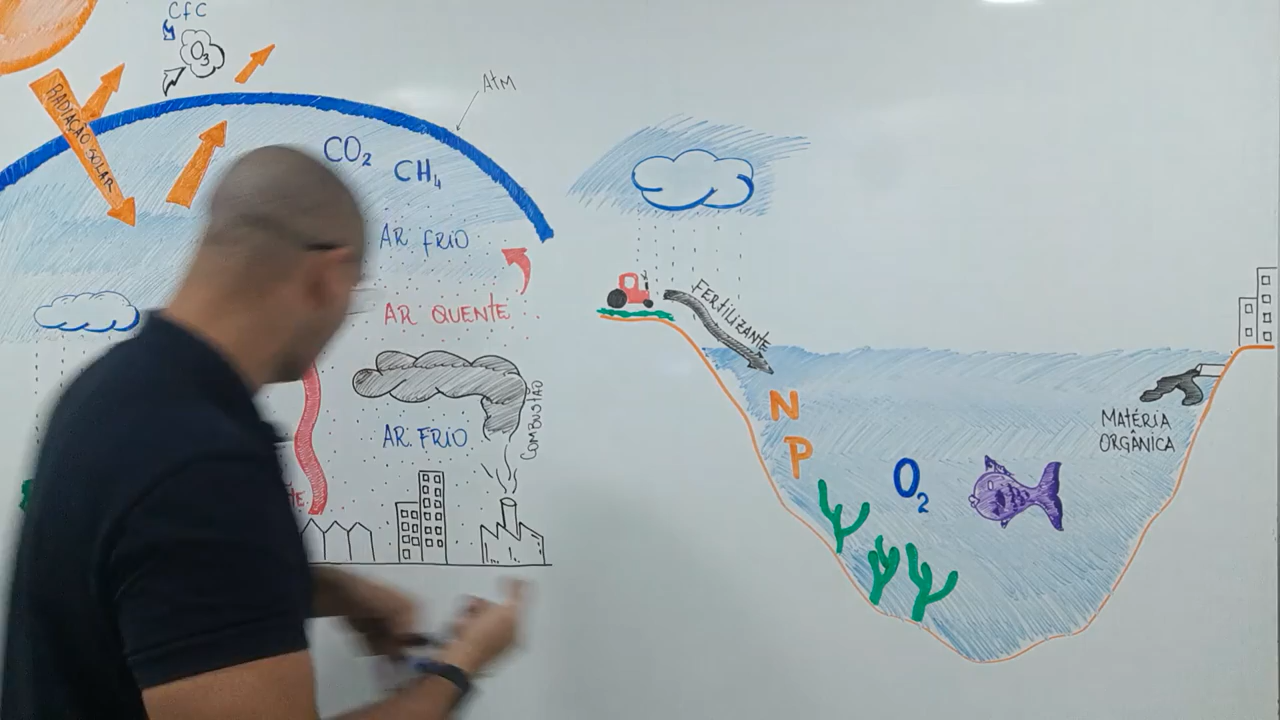 CFC
O3
RADIAÇÃO SOLAR
ATM
CO2
CH4
AR FRIO
AR QUENTE
COMBUSTÃO
AR FRIO
FERTILIZANTE
N
P
O2
MATÉRIA
ORGÂNICA